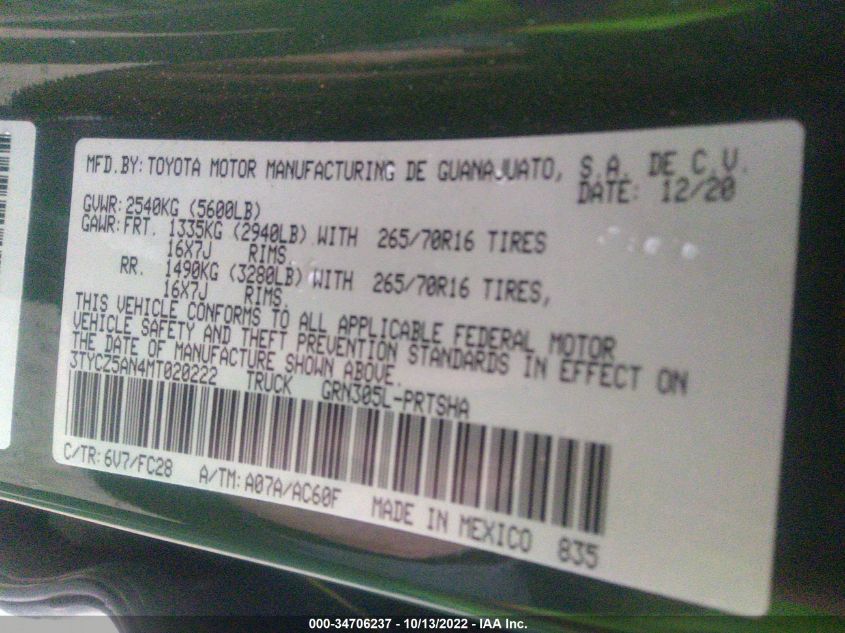 MFD.BY:TOYOTA MOTOR MANUFACTURING DE GUANAJUATO, S.A. DE C.V.
DATE: 12/20
GVWR:2540KG (5600LB)
GAWR:FRT. 1335KG (2940LB) WITH 265/70R16 TIRES
16X7J RIMS.
RR. 1490KG (3280LB) WITH 265/70R16 TIRES,
16X7J RIMS.
THIS VEHICLE CONFORMS TO ALL APPLICABLE FEDERAL MOTOR
VEHICLE SAFETY AND THEFT PREVENTION STANDARDS IN EFFECT ON
THE DATE OF MANUFACTURE SHOWN ABOVE.
3TYCZ5AN4MT020222 TRUCK GRN305L-PRTSHA
C/TR:6V7/FC28 A/TM:A07A/AC60F MADE IN MEXICO 835
000-34706237 - 10/13/2022 - IAA Inc.